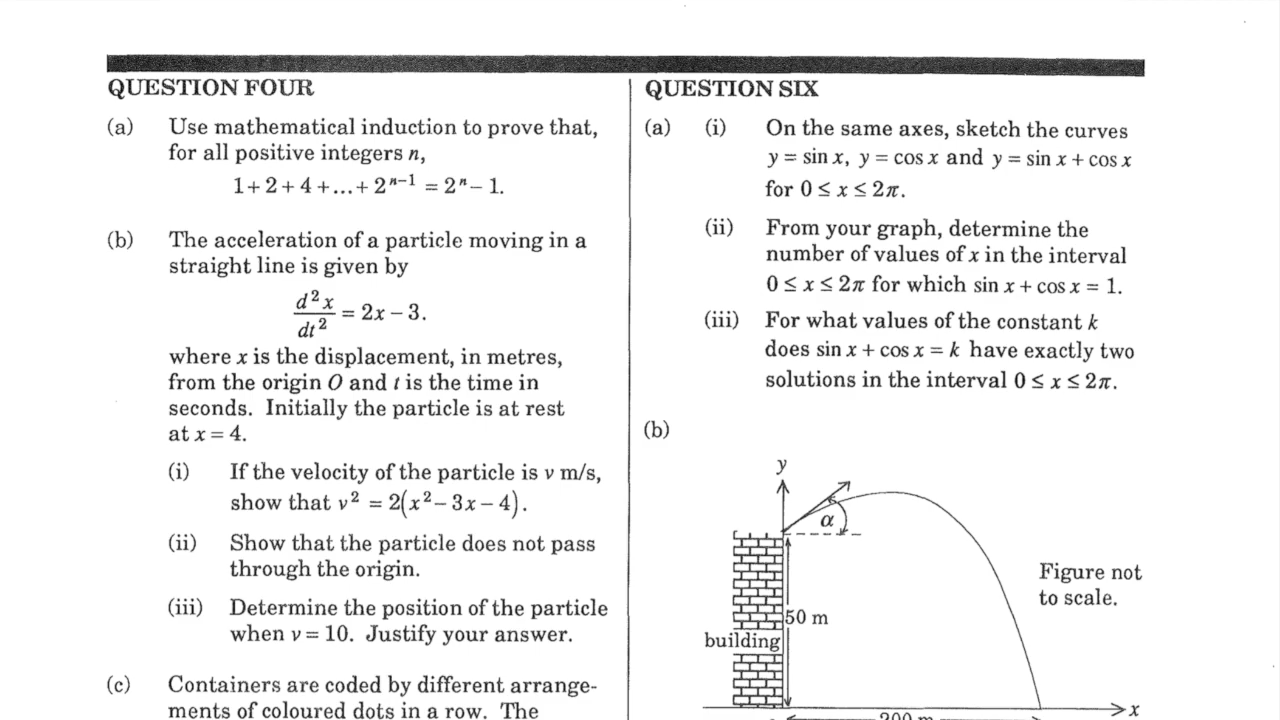 QUESTION FOUR
(a) Use mathematical induction to prove that,
for all positive integers n,
1 + 2 + 4 + ... + 2^{n-1} = 2^n - 1.
(b) The acceleration of a particle moving in a
straight line is given by
d²x/dt² = 2x - 3.
where x is the displacement, in metres,
from the origin O and t is the time in
seconds. Initially the particle is at rest
at x = 4.
(i) If the velocity of the particle is v m/s,
show that v² = 2(x² - 3x - 4).
(ii) Show that the particle does not pass
through the origin.
(iii) Determine the position of the particle
when v = 10. Justify your answer.
(c) Containers are coded by different arrange-
ments of coloured dots in a row. The
QUESTION SIX
(a) (i) On the same axes, sketch the curves
y = sin x, y = cos x and y = sin x + cos x
for 0 ≤ x ≤ 2π.
(ii) From your graph, determine the
number of values of x in the interval
0 ≤ x ≤ 2π for which sin x + cos x = 1.
(iii) For what values of the constant k
does sin x + cos x = k have exactly two
solutions in the interval 0 ≤ x ≤ 2π.
(b)
y
α
Figure not
to scale.
50 m
building
x
200 m